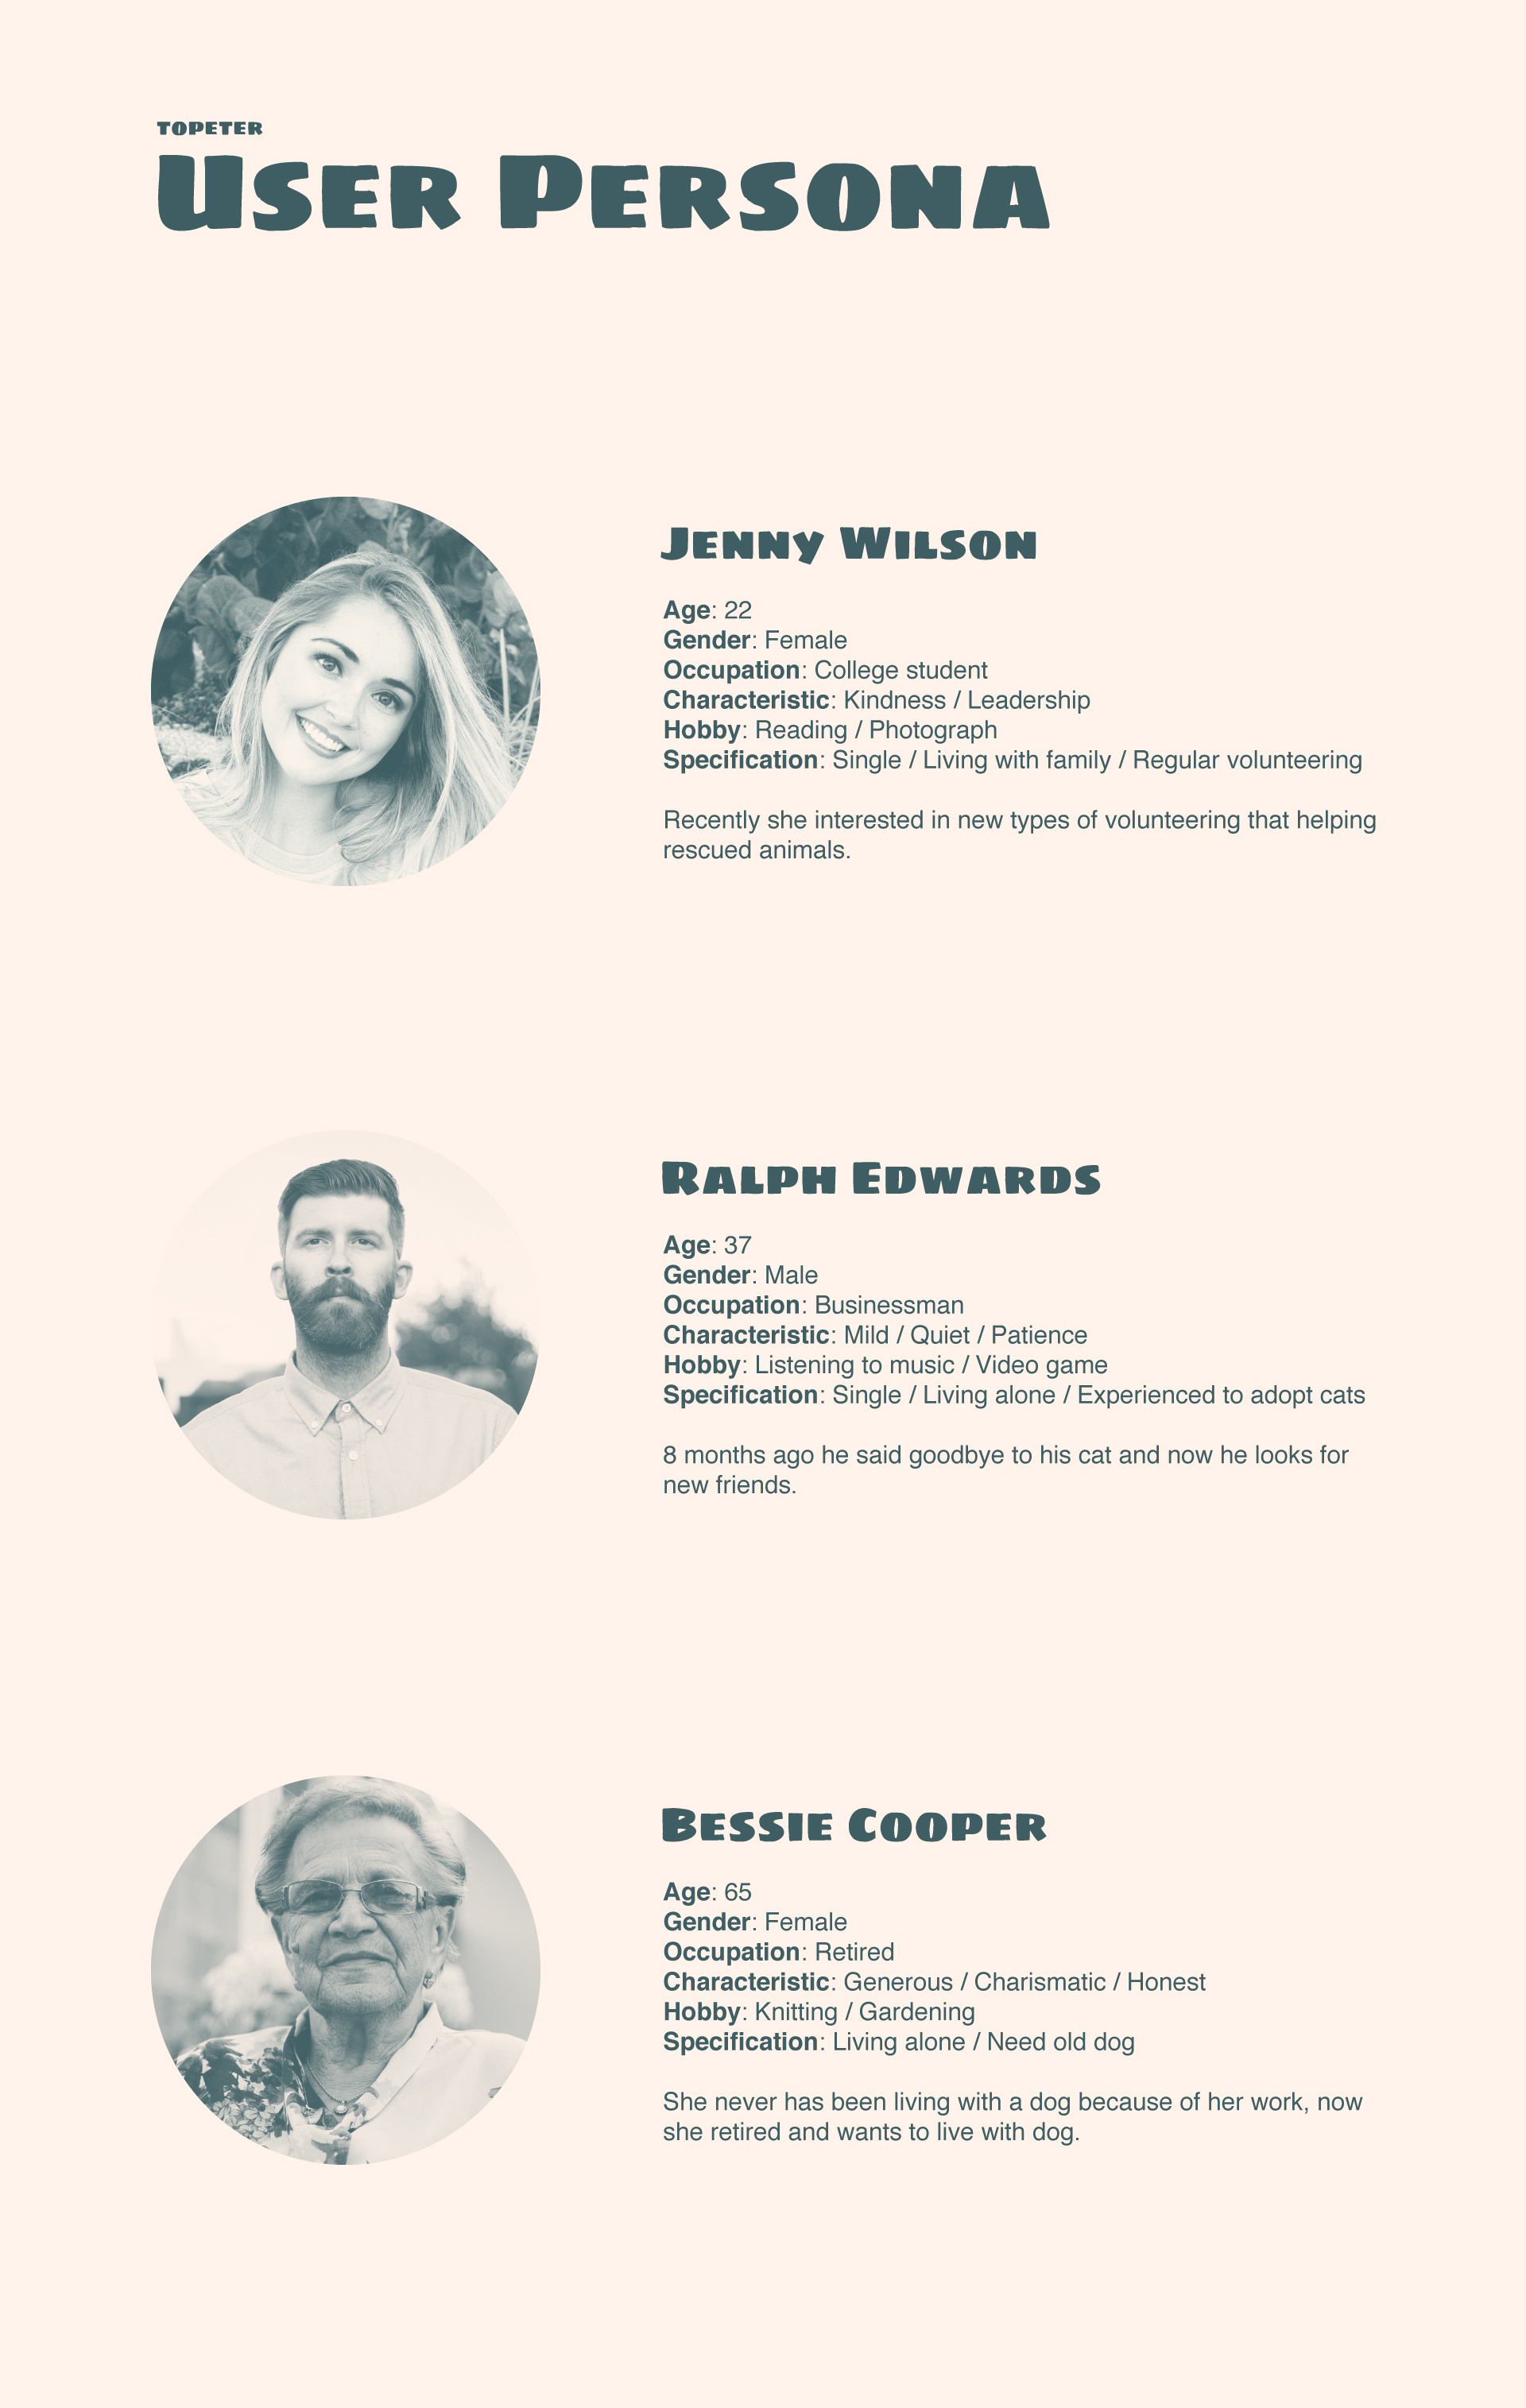 TOPETER
USER PERSONA
JENNY WILSON
Age: 22
Gender: Female
Occupation: College student
Characteristic: Kindness / Leadership
Hobby: Reading / Photograph
Specification: Single / Living with family / Regular volunteering
Recently she interested in new types of volunteering that helping
rescued animals.
RALPH EDWARDS
Age: 37
Gender: Male
Occupation: Businessman
Characteristic: Mild / Quiet / Patience
Hobby: Listening to music / Video game
Specification: Single / Living alone / Experienced to adopt cats
8 months ago he said goodbye to his cat and now he looks for
new friends.
BESSIE COOPER
Age: 65
Gender: Female
Occupation: Retired
Characteristic: Generous / Charismatic / Honest
Hobby: Knitting / Gardening
Specification: Living alone / Need old dog
She never has been living with a dog because of her work, now
she retired and wants to live with dog.